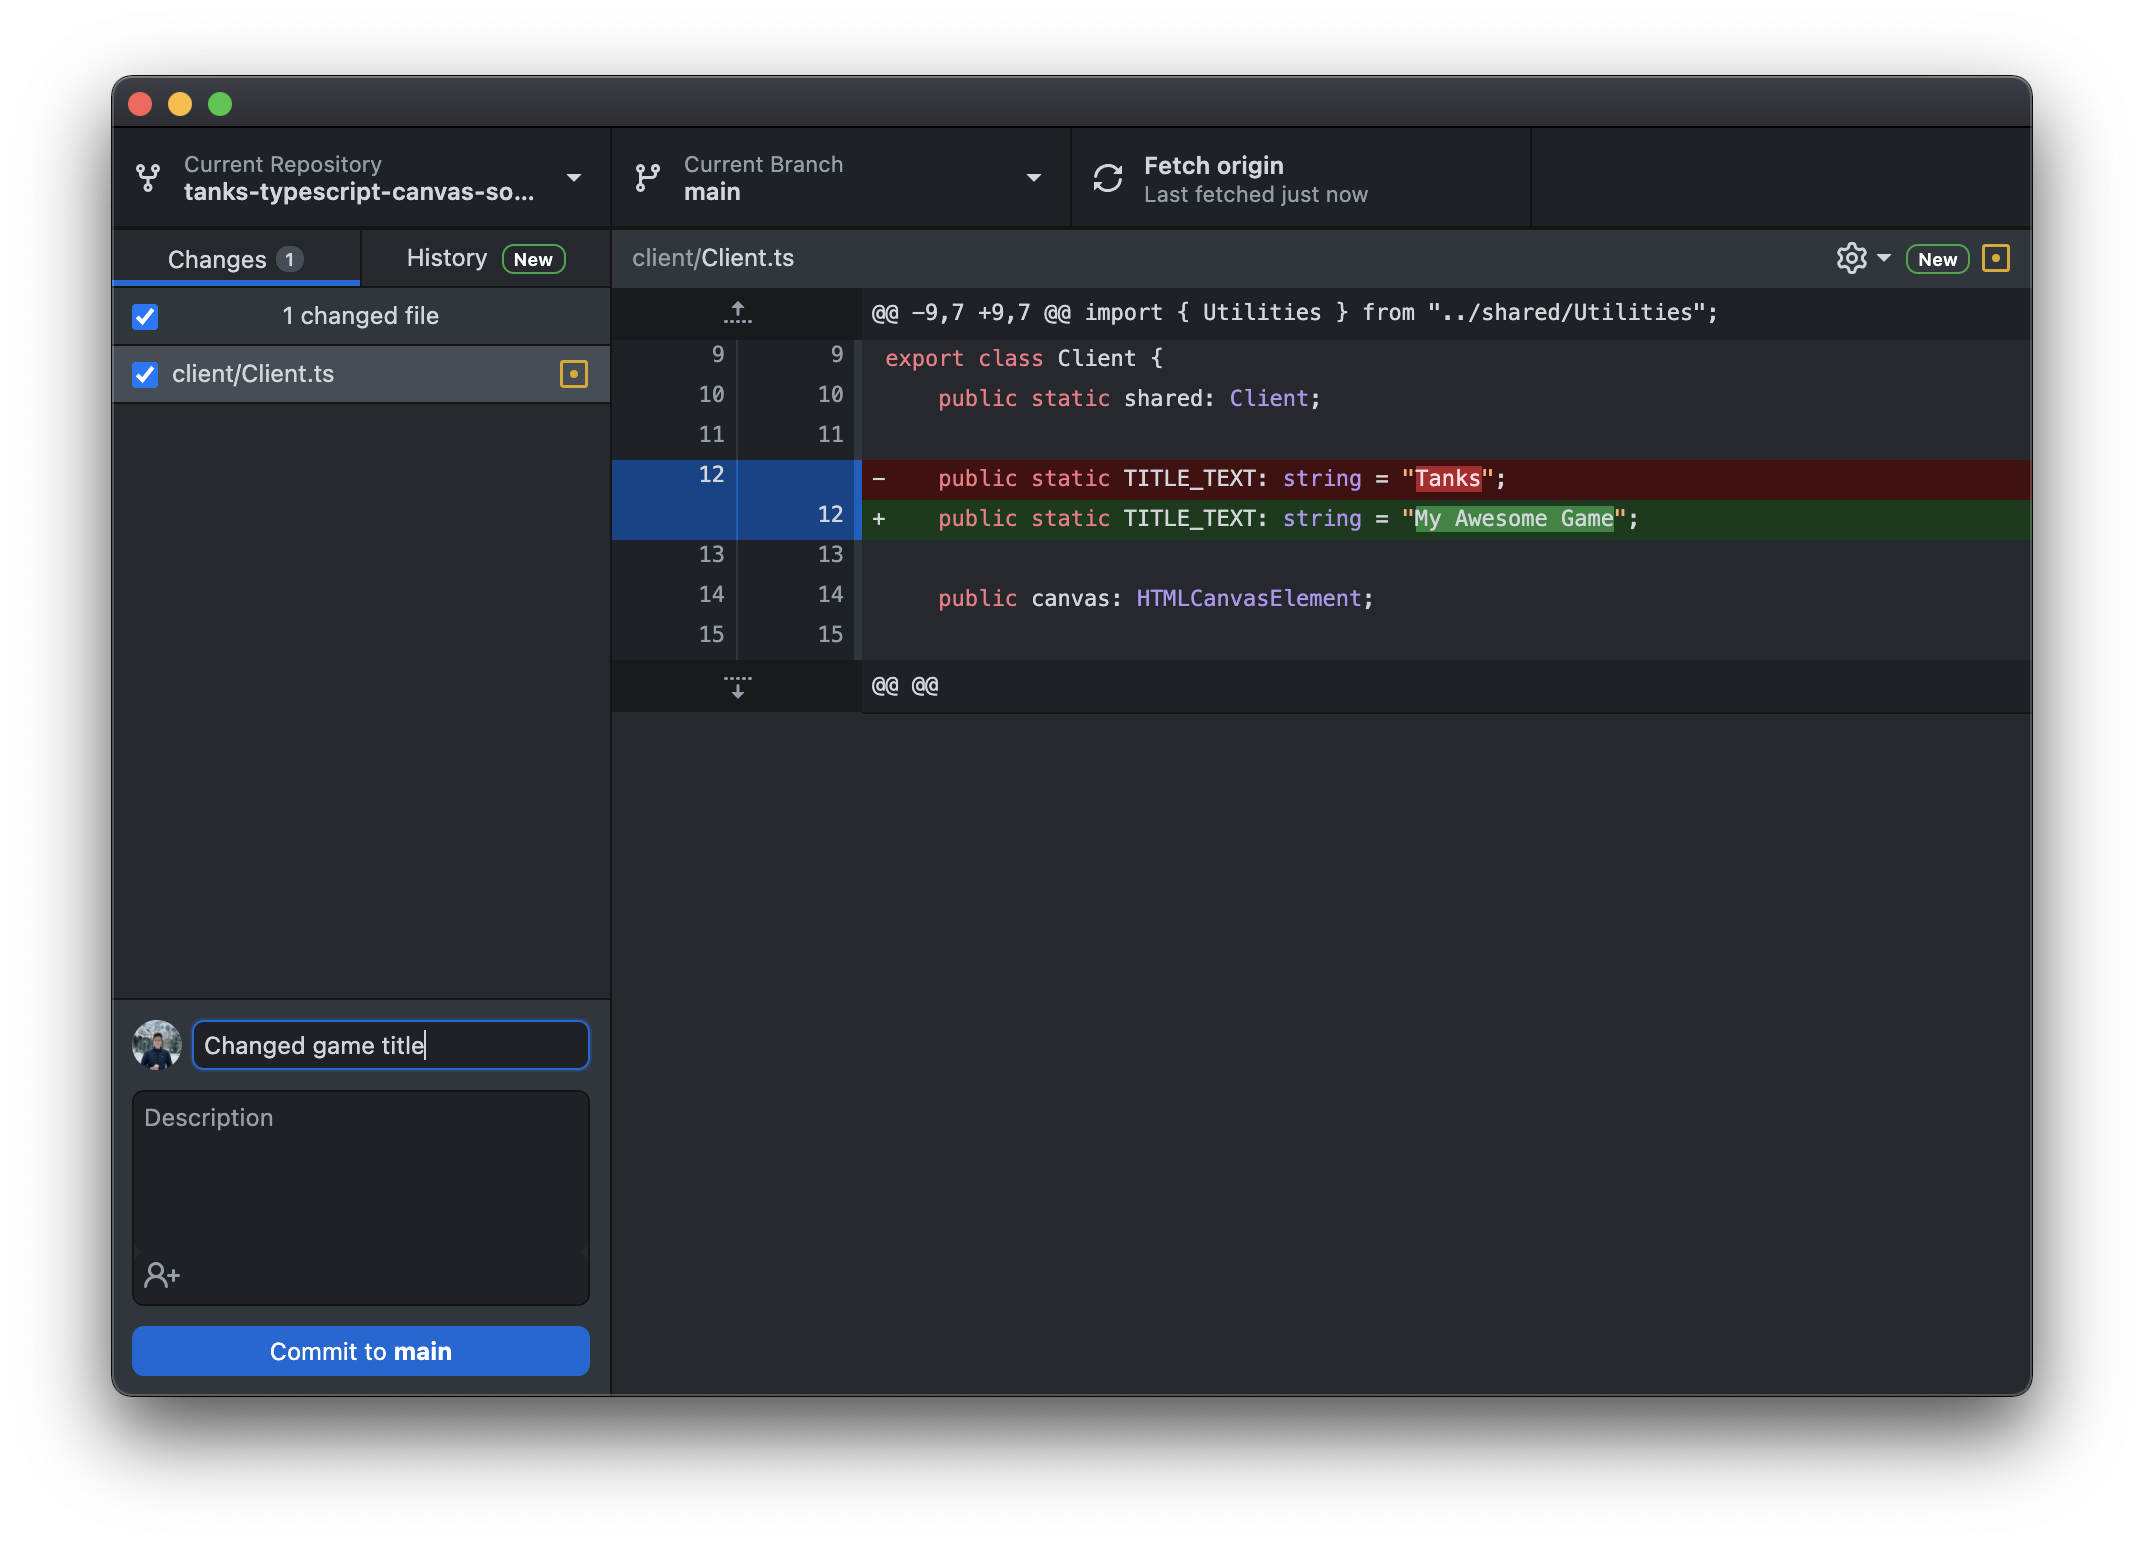 Current Repository
tanks-typescript-canvas-so...
Current Branch
main
Fetch origin
Last fetched just now
Changes 1
History New
client/Client.ts
New
1 changed file
client/Client.ts
@@ -9,7 +9,7 @@ import { Utilities } from "../shared/Utilities";
9 9 export class Client {
10 10 public static shared: Client;
11 11
12 - public static TITLE_TEXT: string = "Tanks";
12 + public static TITLE_TEXT: string = "My Awesome Game";
13 13
14 14 public canvas: HTMLCanvasElement;
15 15
@@ @@
Changed game title
Description
Commit to main